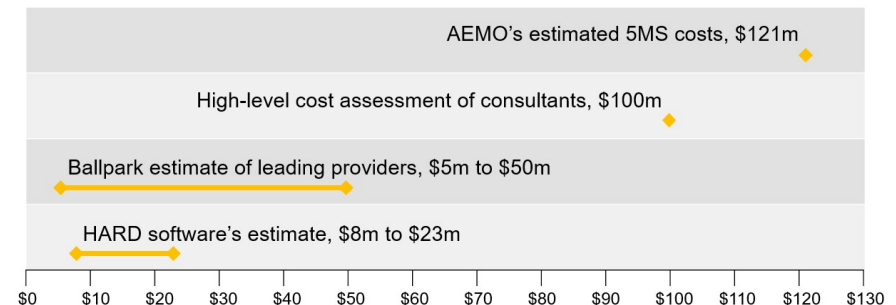 AEMO's estimated 5MS costs, $121m
High-level cost assessment of consultants, $100m
Ballpark estimate of leading providers, $5m to $50m
HARD software's estimate, $8m to $23m
$0 $10 $20 $30 $40 $50 $60 $70 $80 $90 $100 $110 $120 $130